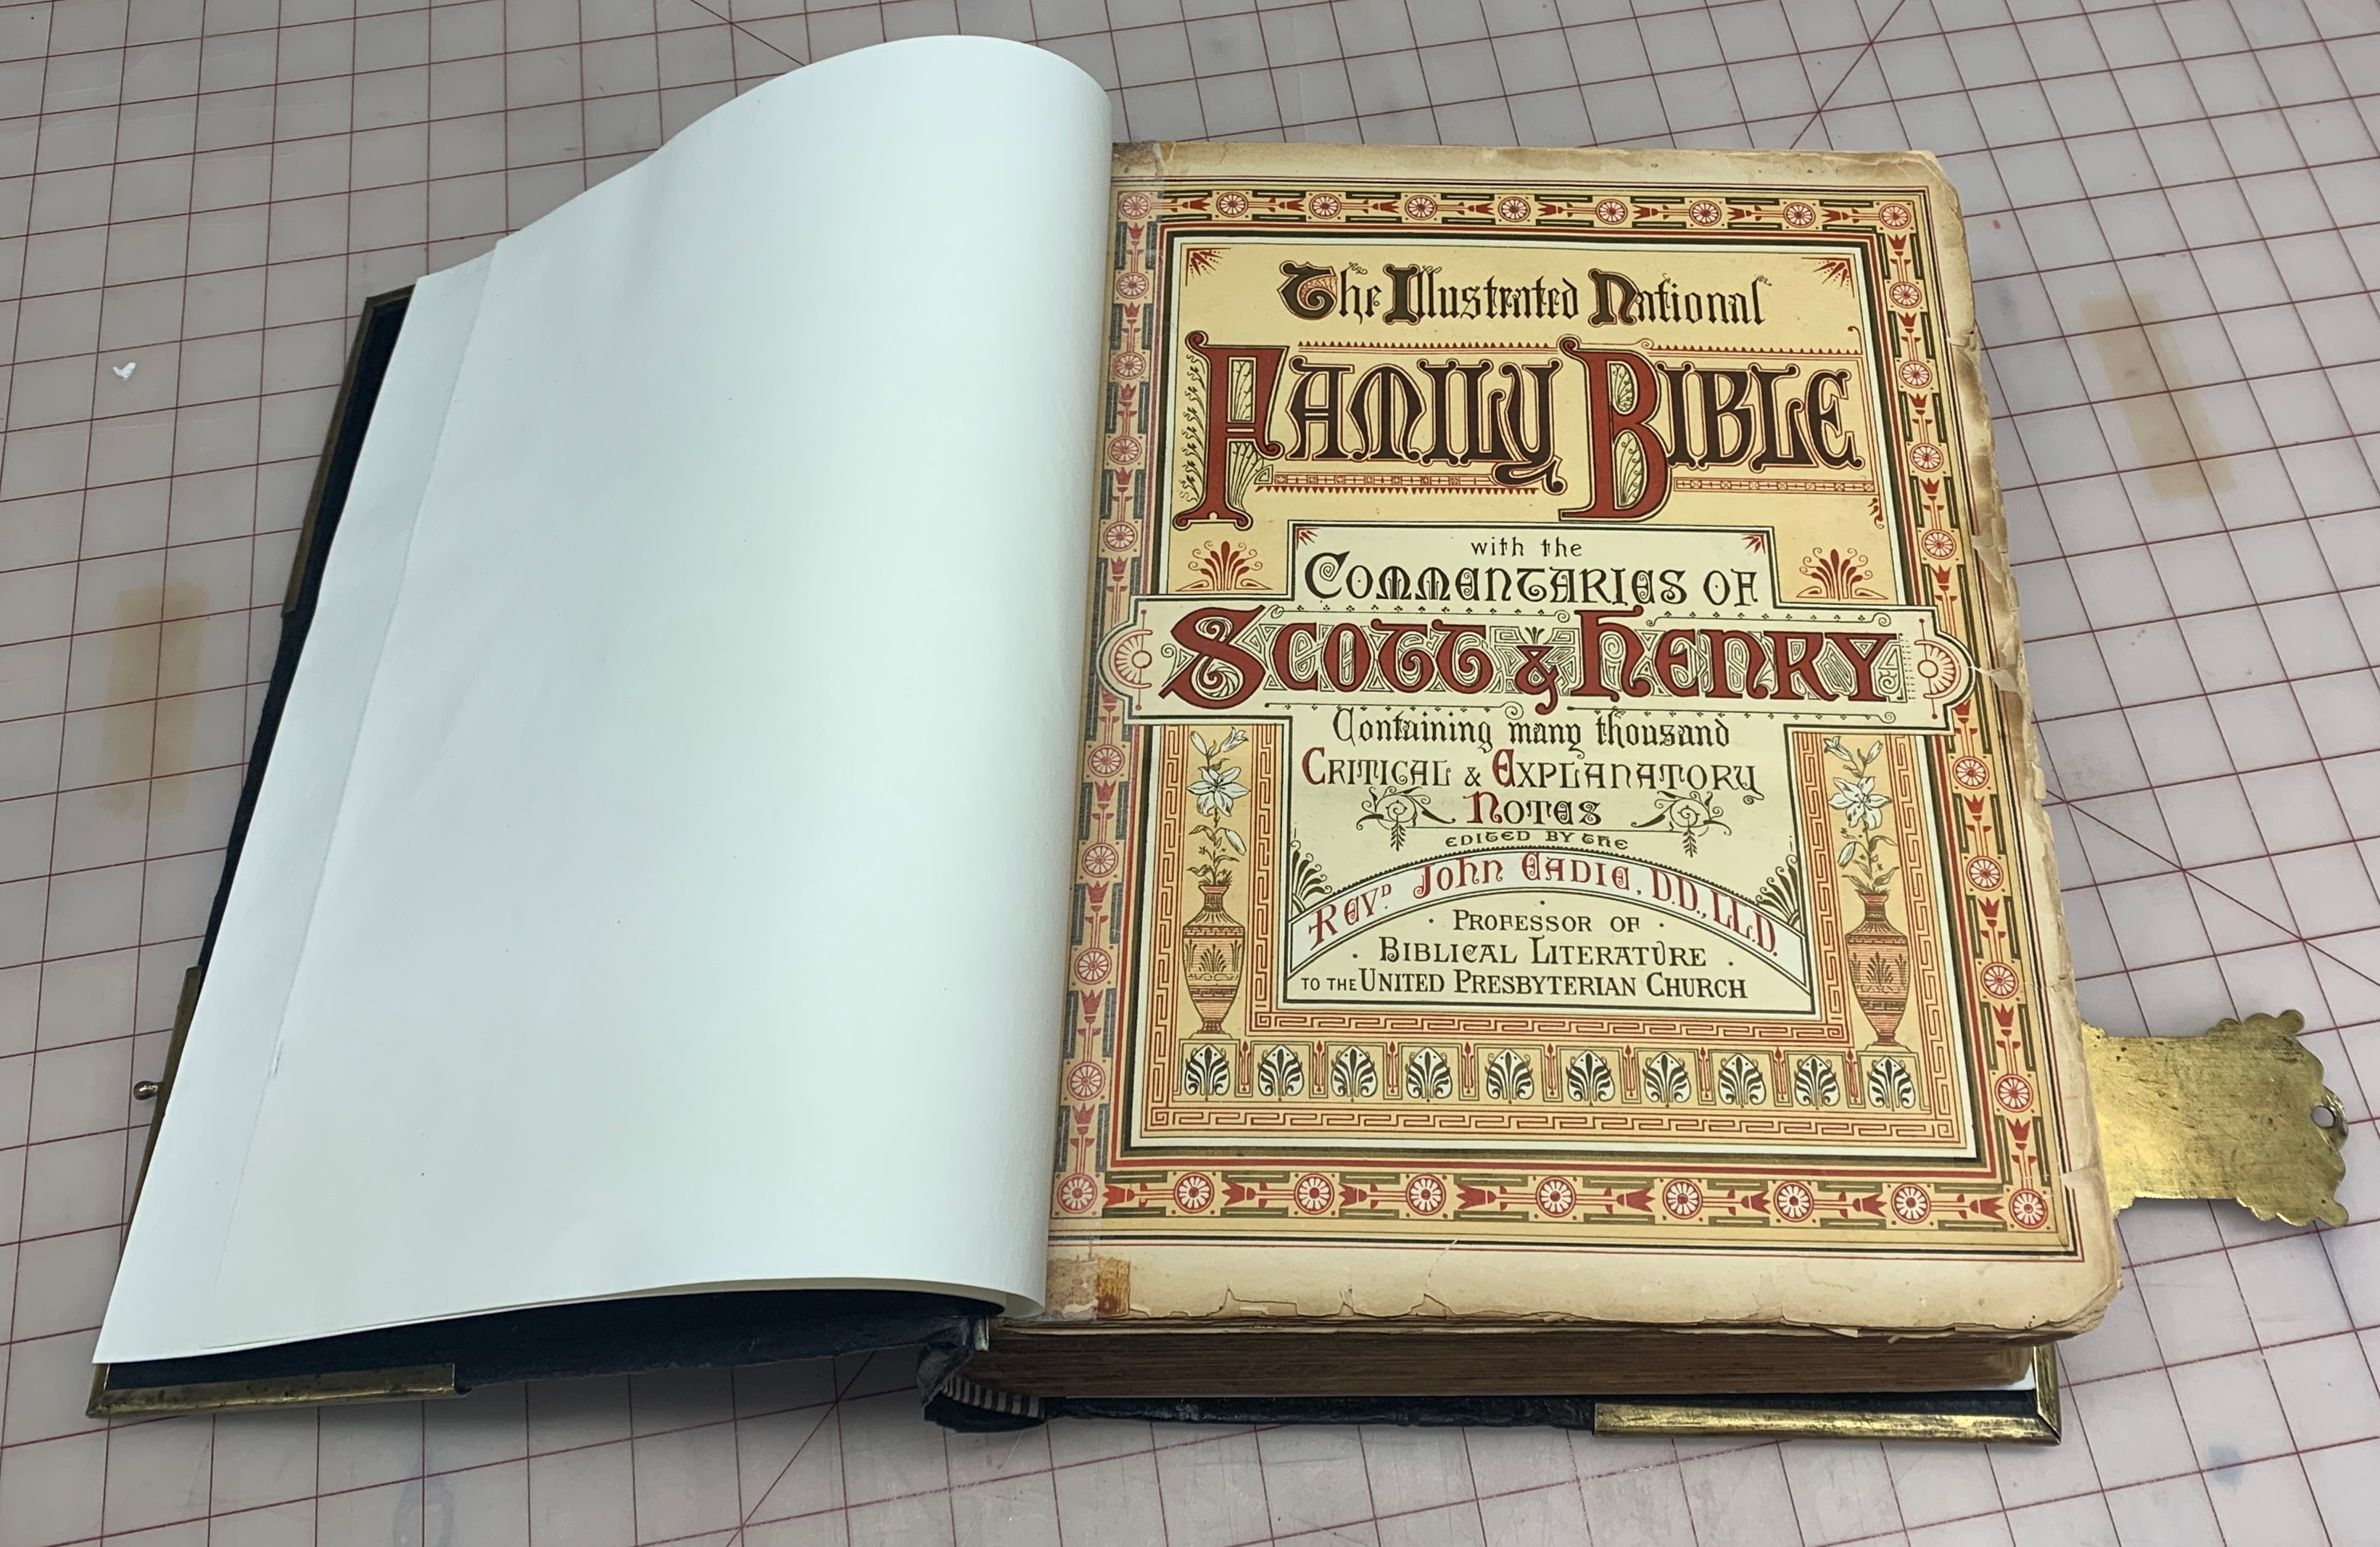 The Illustrated National
Family Bible
with the
Commentaries of
Scott & Henry
Containing many thousand
Critical & Explanatory
Notes
Edited by the
Revd. John Eadie, D.D., LL.D.
Professor of
Biblical Literature
to the United Presbyterian Church